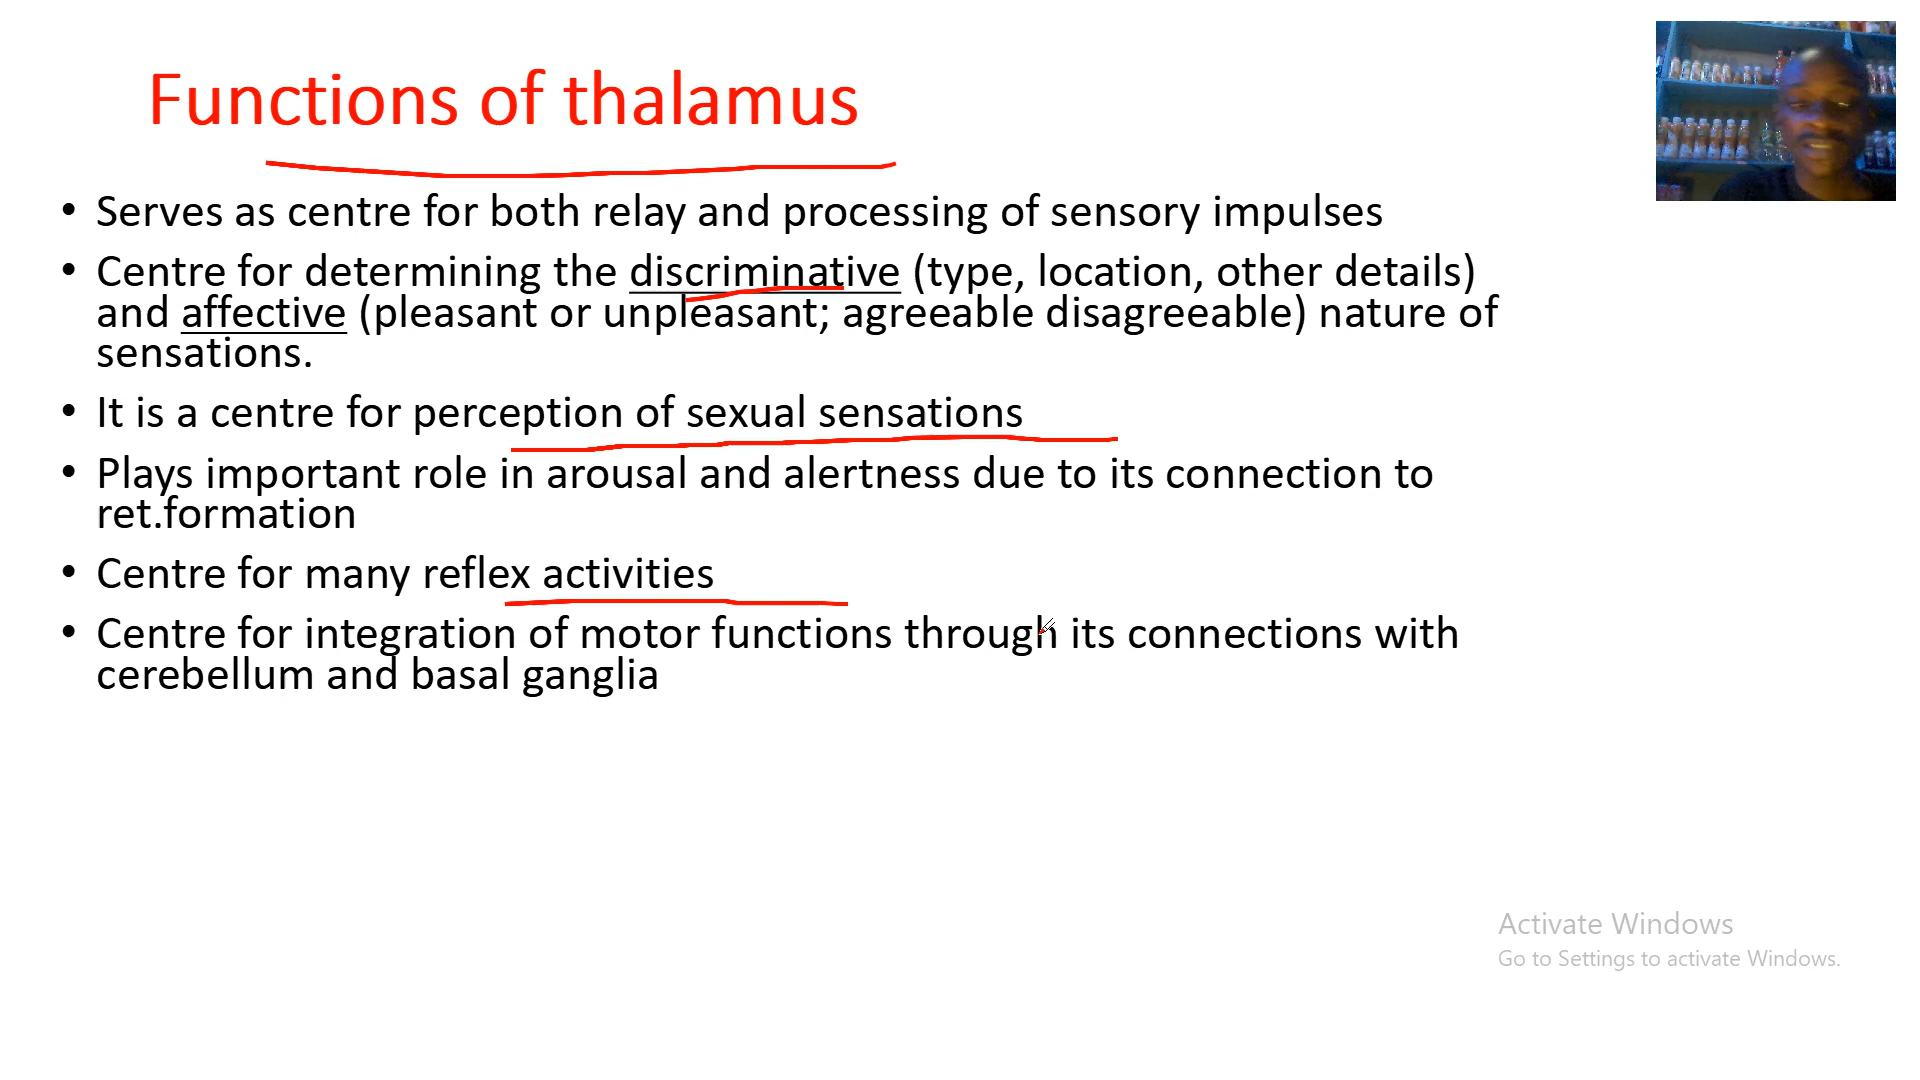 Functions of thalamus
• Serves as centre for both relay and processing of sensory impulses
• Centre for determining the discriminative (type, location, other details)
and affective (pleasant or unpleasant; agreeable disagreeable) nature of
sensations.
• It is a centre for perception of sexual sensations
• Plays important role in arousal and alertness due to its connection to
ret.formation
• Centre for many reflex activities
• Centre for integration of motor functions through its connections with
cerebellum and basal ganglia
Activate Windows
Go to Settings to activate Windows.